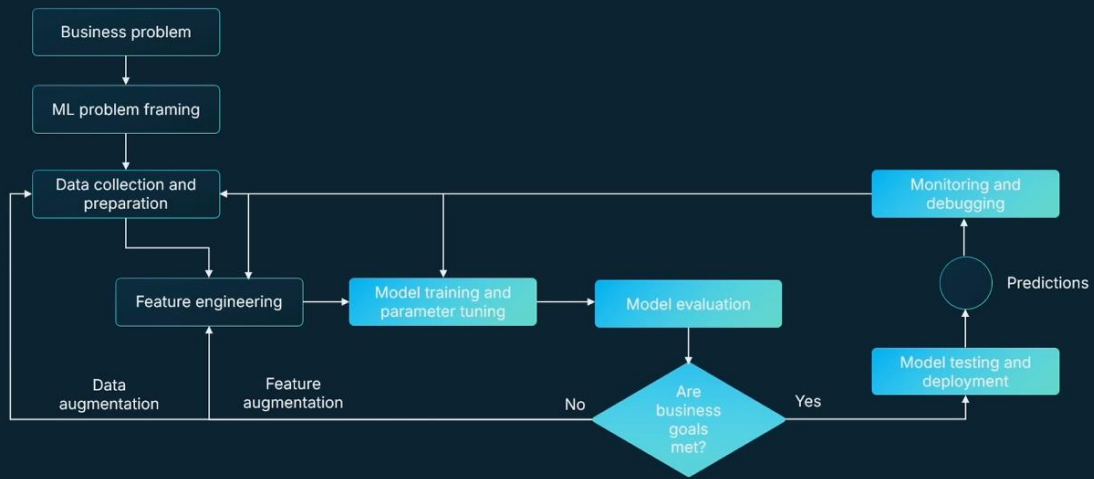 Business problem
ML problem framing
Data collection and
preparation
Monitoring and
debugging
Predictions
Feature engineering
Model training and
parameter tuning
Model evaluation
Model testing and
deployment
Data
augmentation
Feature
augmentation
No
Are
business
goals
met?
Yes